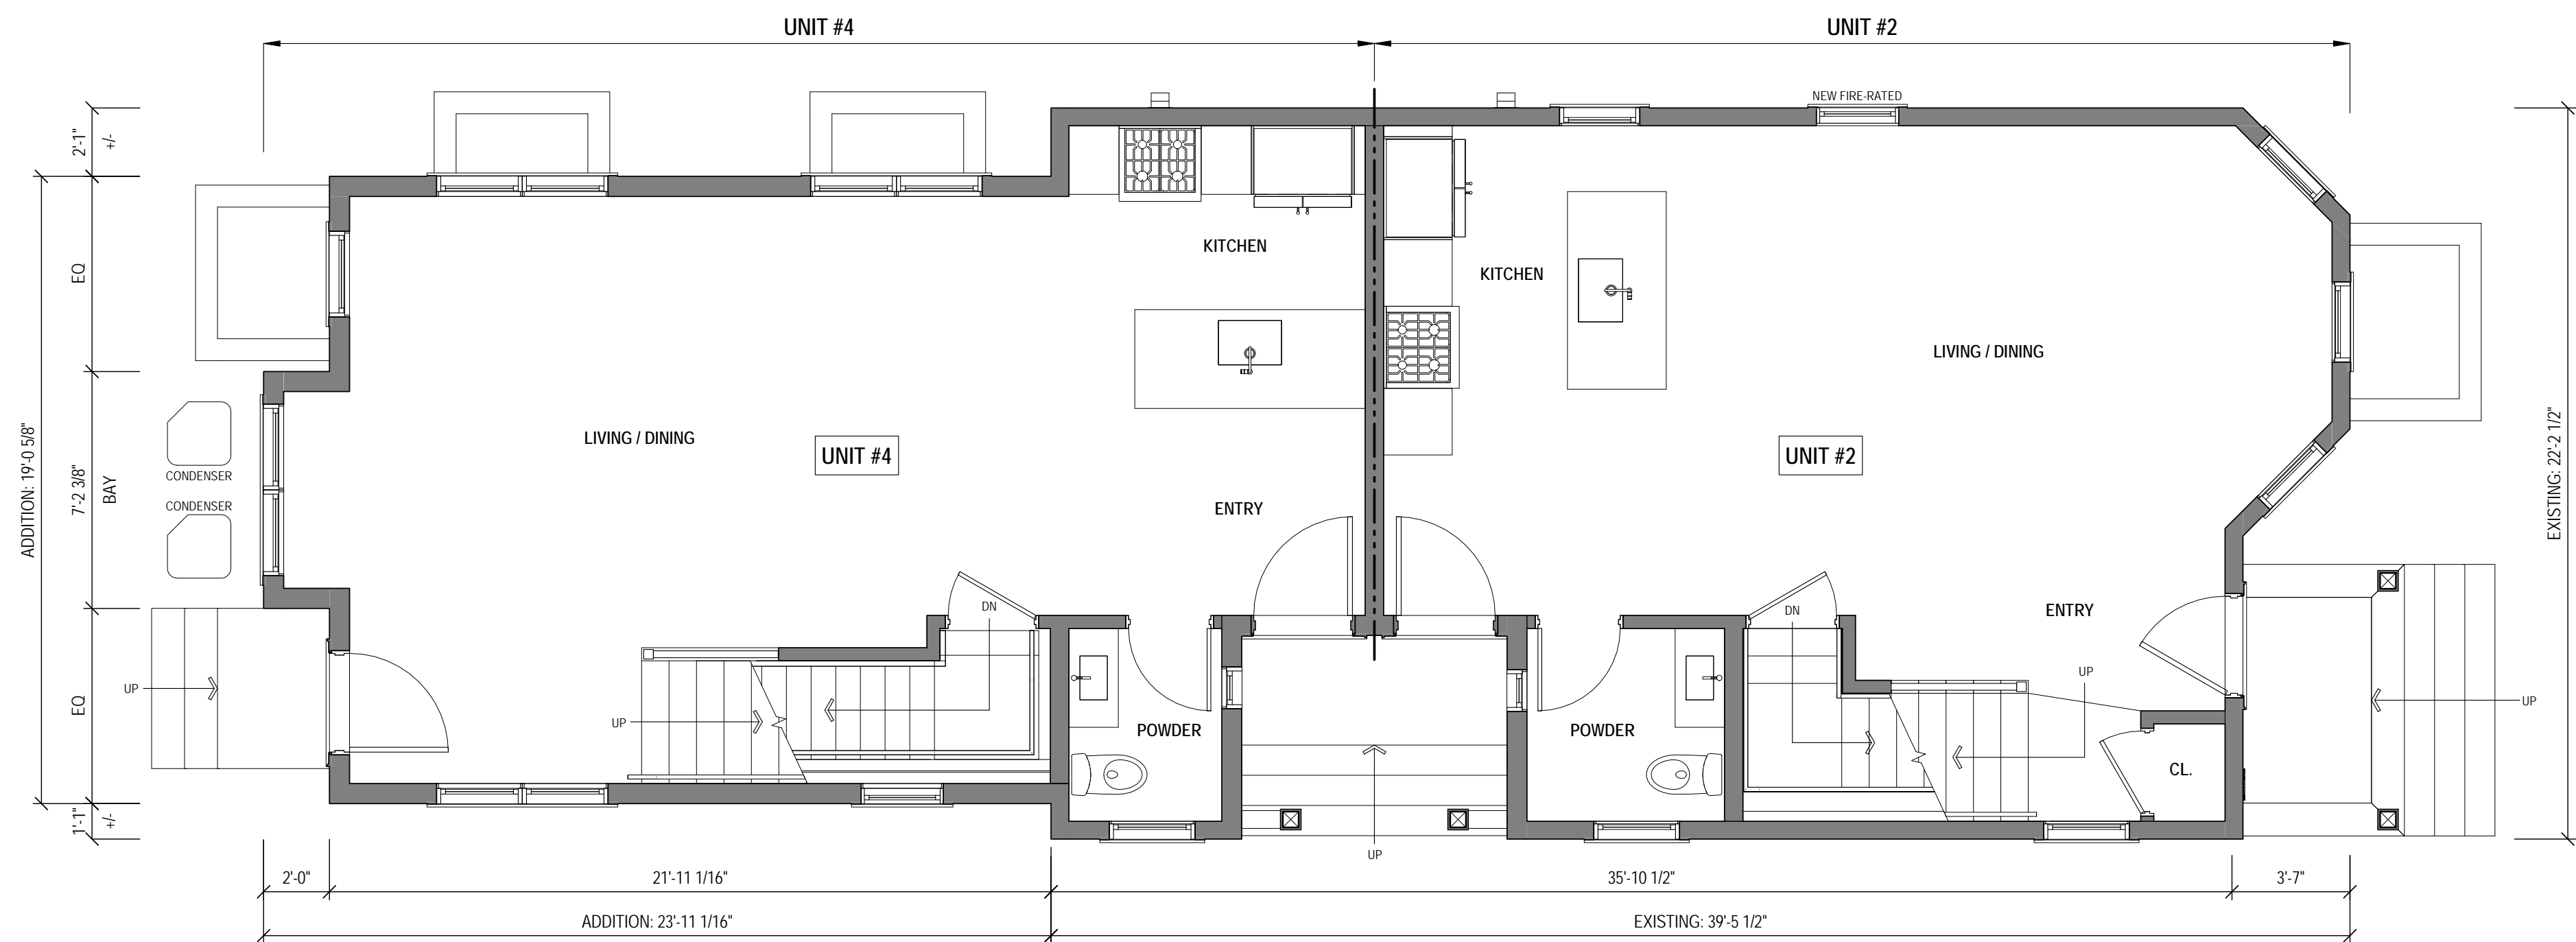 UNIT #4
UNIT #2
NEW FIRE-RATED
2'-1"
+/-
KITCHEN
KITCHEN
EQ
LIVING / DINING
LIVING / DINING
UNIT #4
UNIT #2
ADDITION: 19'-0 5/8"
7'-2 3/8"
BAY
CONDENSER
CONDENSER
EXISTING: 22'-2 1/2"
ENTRY
DN
DN
ENTRY
UP
UP
UP
UP
EQ
POWDER
POWDER
CL.
1'-1"
+/-
UP
2'-0"
21'-11 1/16"
35'-10 1/2"
3'-7"
ADDITION: 23'-11 1/16"
EXISTING: 39'-5 1/2"